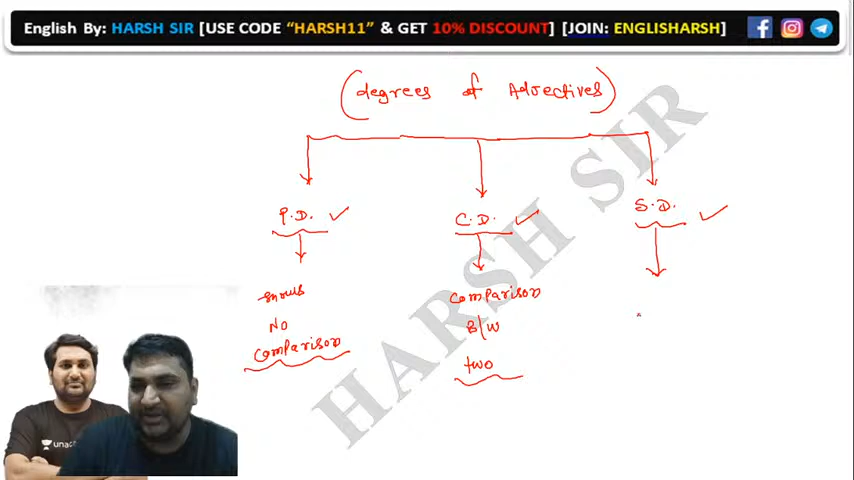 English By: HARSH SIR [USE CODE “HARSH11” & GET 10% DISCOUNT] [JOIN: ENGLISHARSH]
(degrees of Adjectives)
P.D. C.D. S.D.
shows Comparison
NO B/W
comparison two
HARSH SIR
unac